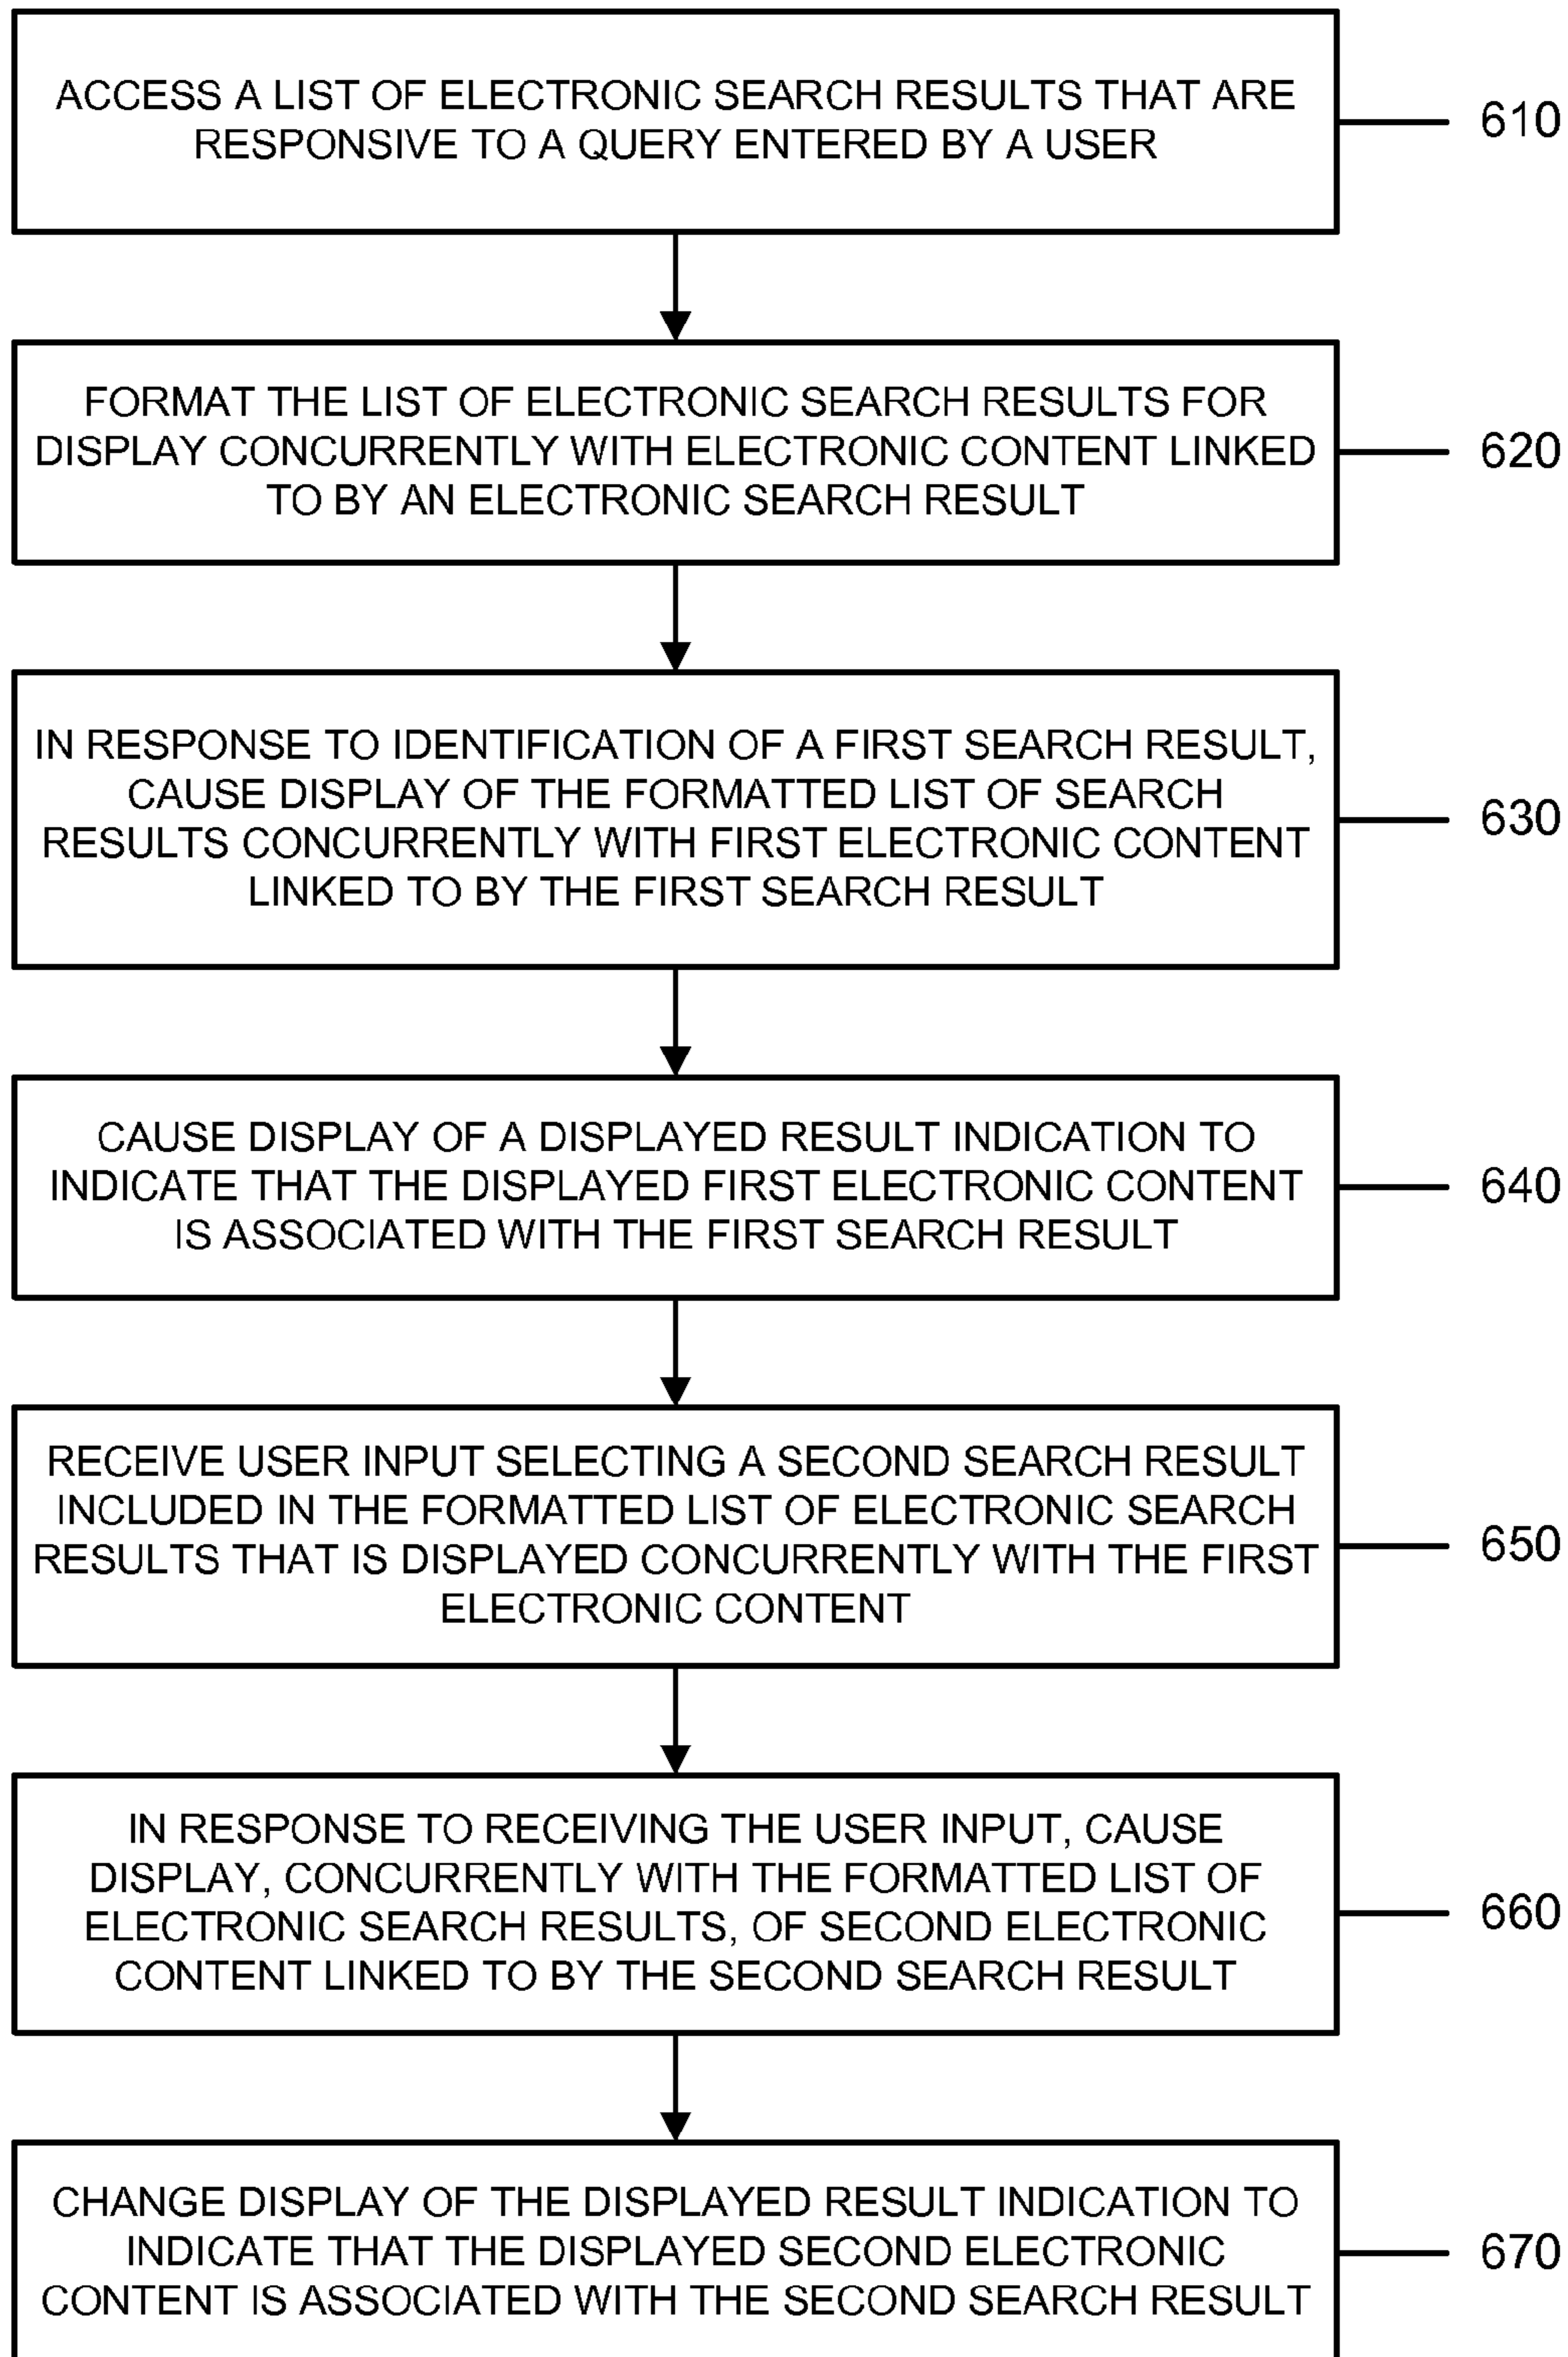 ACCESS A LIST OF ELECTRONIC SEARCH RESULTS THAT ARE
RESPONSIVE TO A QUERY ENTERED BY A USER
610
FORMAT THE LIST OF ELECTRONIC SEARCH RESULTS FOR
DISPLAY CONCURRENTLY WITH ELECTRONIC CONTENT LINKED
TO BY AN ELECTRONIC SEARCH RESULT
620
IN RESPONSE TO IDENTIFICATION OF A FIRST SEARCH RESULT,
CAUSE DISPLAY OF THE FORMATTED LIST OF SEARCH
RESULTS CONCURRENTLY WITH FIRST ELECTRONIC CONTENT
LINKED TO BY THE FIRST SEARCH RESULT
630
CAUSE DISPLAY OF A DISPLAYED RESULT INDICATION TO
INDICATE THAT THE DISPLAYED FIRST ELECTRONIC CONTENT
IS ASSOCIATED WITH THE FIRST SEARCH RESULT
640
RECEIVE USER INPUT SELECTING A SECOND SEARCH RESULT
INCLUDED IN THE FORMATTED LIST OF ELECTRONIC SEARCH
RESULTS THAT IS DISPLAYED CONCURRENTLY WITH THE FIRST
ELECTRONIC CONTENT
650
IN RESPONSE TO RECEIVING THE USER INPUT, CAUSE
DISPLAY, CONCURRENTLY WITH THE FORMATTED LIST OF
ELECTRONIC SEARCH RESULTS, OF SECOND ELECTRONIC
CONTENT LINKED TO BY THE SECOND SEARCH RESULT
660
CHANGE DISPLAY OF THE DISPLAYED RESULT INDICATION TO
INDICATE THAT THE DISPLAYED SECOND ELECTRONIC
CONTENT IS ASSOCIATED WITH THE SECOND SEARCH RESULT
670